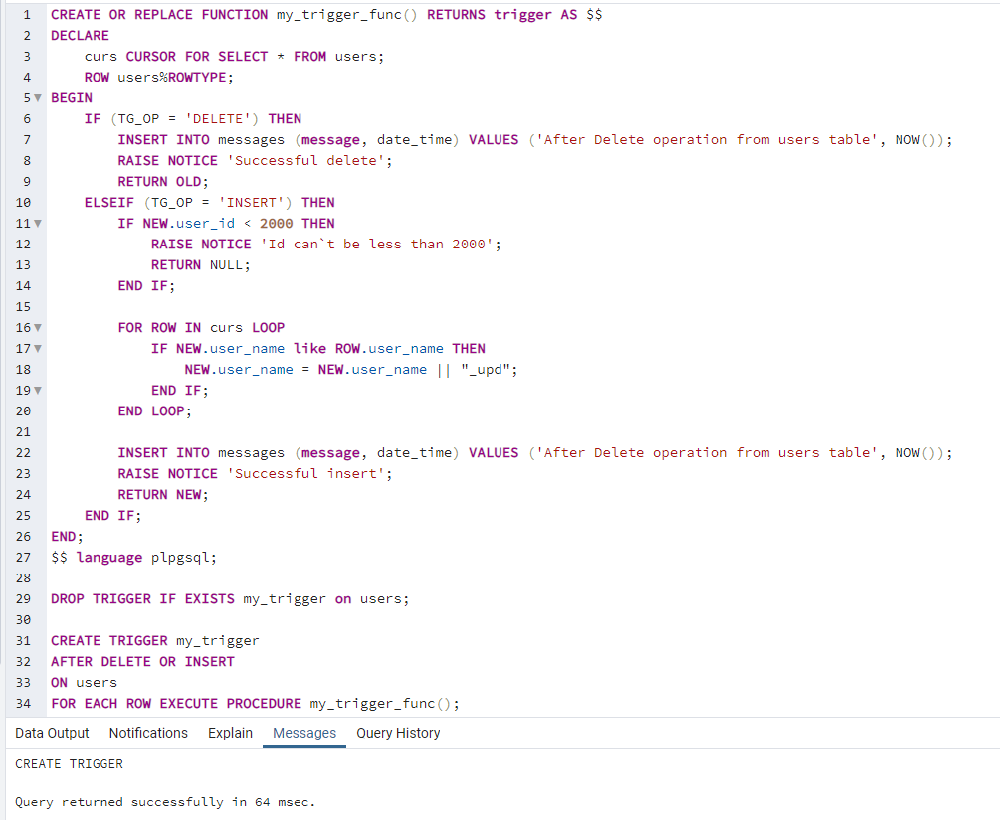 1 CREATE OR REPLACE FUNCTION my_trigger_func() RETURNS trigger AS $$
2 DECLARE
3     curs CURSOR FOR SELECT * FROM users;
4     ROW users%ROWTYPE;
5 BEGIN
6     IF (TG_OP = 'DELETE') THEN
7         INSERT INTO messages (message, date_time) VALUES ('After Delete operation from users table', NOW());
8         RAISE NOTICE 'Successful delete';
9         RETURN OLD;
10     ELSEIF (TG_OP = 'INSERT') THEN
11         IF NEW.user_id < 2000 THEN
12             RAISE NOTICE 'Id can`t be less than 2000';
13             RETURN NULL;
14         END IF;
15
16         FOR ROW IN curs LOOP
17             IF NEW.user_name like ROW.user_name THEN
18                 NEW.user_name = NEW.user_name || "_upd";
19             END IF;
20         END LOOP;
21
22         INSERT INTO messages (message, date_time) VALUES ('After Delete operation from users table', NOW());
23         RAISE NOTICE 'Successful insert';
24         RETURN NEW;
25     END IF;
26 END;
27 $$ language plpgsql;
28
29 DROP TRIGGER IF EXISTS my_trigger on users;
30
31 CREATE TRIGGER my_trigger
32 AFTER DELETE OR INSERT
33 ON users
34 FOR EACH ROW EXECUTE PROCEDURE my_trigger_func();
Data Output Notifications Explain Messages Query History
CREATE TRIGGER
Query returned successfully in 64 msec.